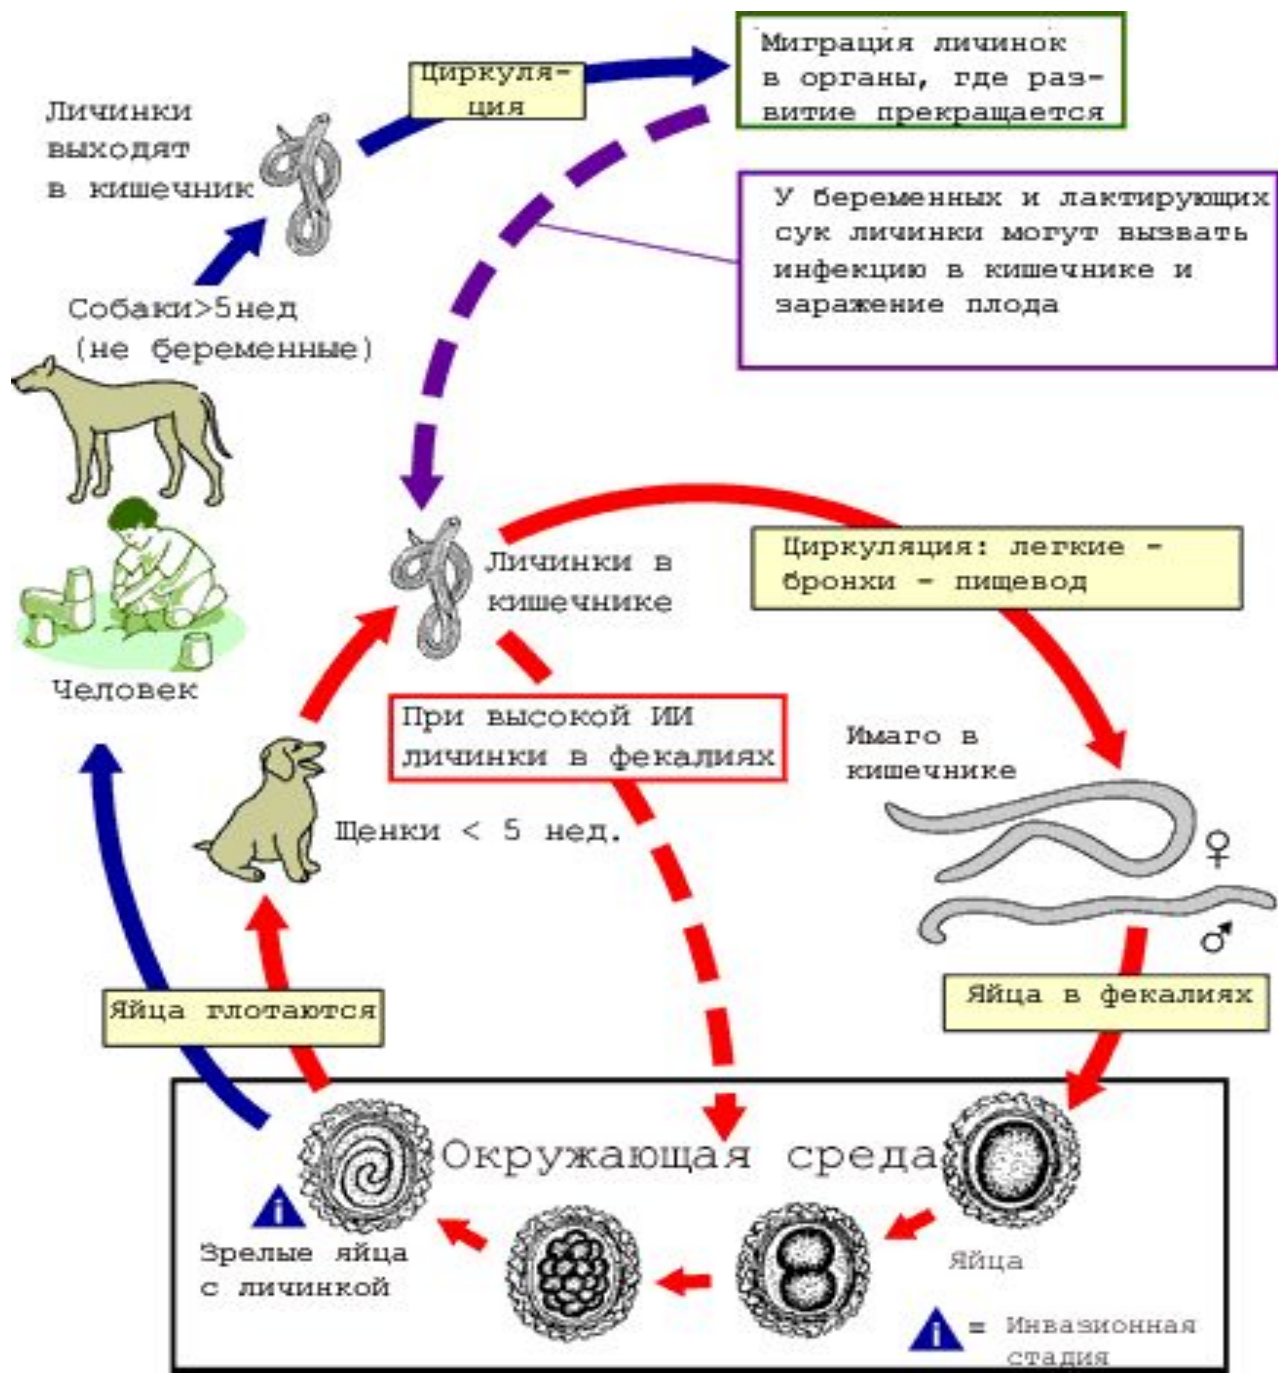 Миграция личинок
в органы, где раз-
витие прекращается
Циркуля-
ция
Личинки
выходят
в кишечник
У беременных и лактирующих
сук личинки могут вызвать
инфекцию в кишечнике и
заражение плода
Собаки>5нед
(не беременные)
Циркуляция: легкие -
бронхи - пищевод
Личинки в
кишечнике
Человек
При высокой ИИ
личинки в фекалиях
Имаго в
кишечнике
Щенки < 5 нед.
♀
♂
Яйца глотаются
Яйца в фекалиях
Окружающая среда
i
Зрелые яйца
с личинкой
Яйца
i = Инвазионная
стадия